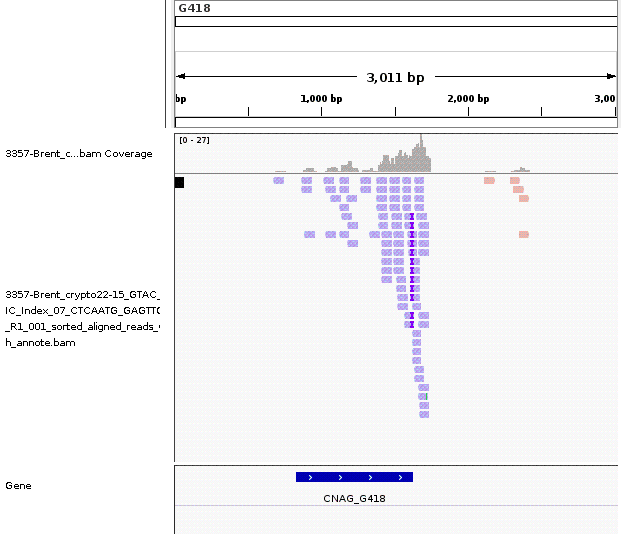 G418
3,011 bp
bp 1,000 bp 2,000 bp 3,00
[0 - 27]
3357-Brent_c...bam Coverage
3357-Brent_crypto22-15_GTAC_
IC_Index_07_CTCAATG_GAGTTC
_R1_001_sorted_aligned_reads_
h_annote.bam
Gene
CNAG_G418